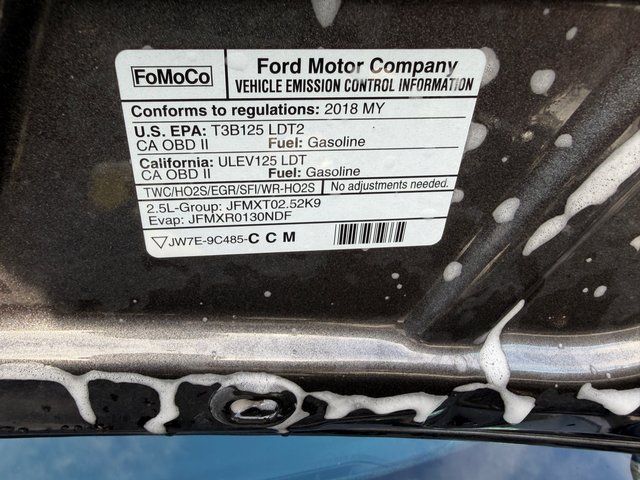 FoMoCo
Ford Motor Company
VEHICLE EMISSION CONTROL INFORMATION
Conforms to regulations: 2018 MY
U.S. EPA: T3B125 LDT2
CA OBD II Fuel: Gasoline
California: ULEV125 LDT
CA OBD II Fuel: Gasoline
TWC/HO2S/EGR/SFI/WR-HO2S No adjustments needed.
2.5L-Group: JFMXT02.52K9
Evap: JFMXR0130NDF
JW7E-9C485-C C M